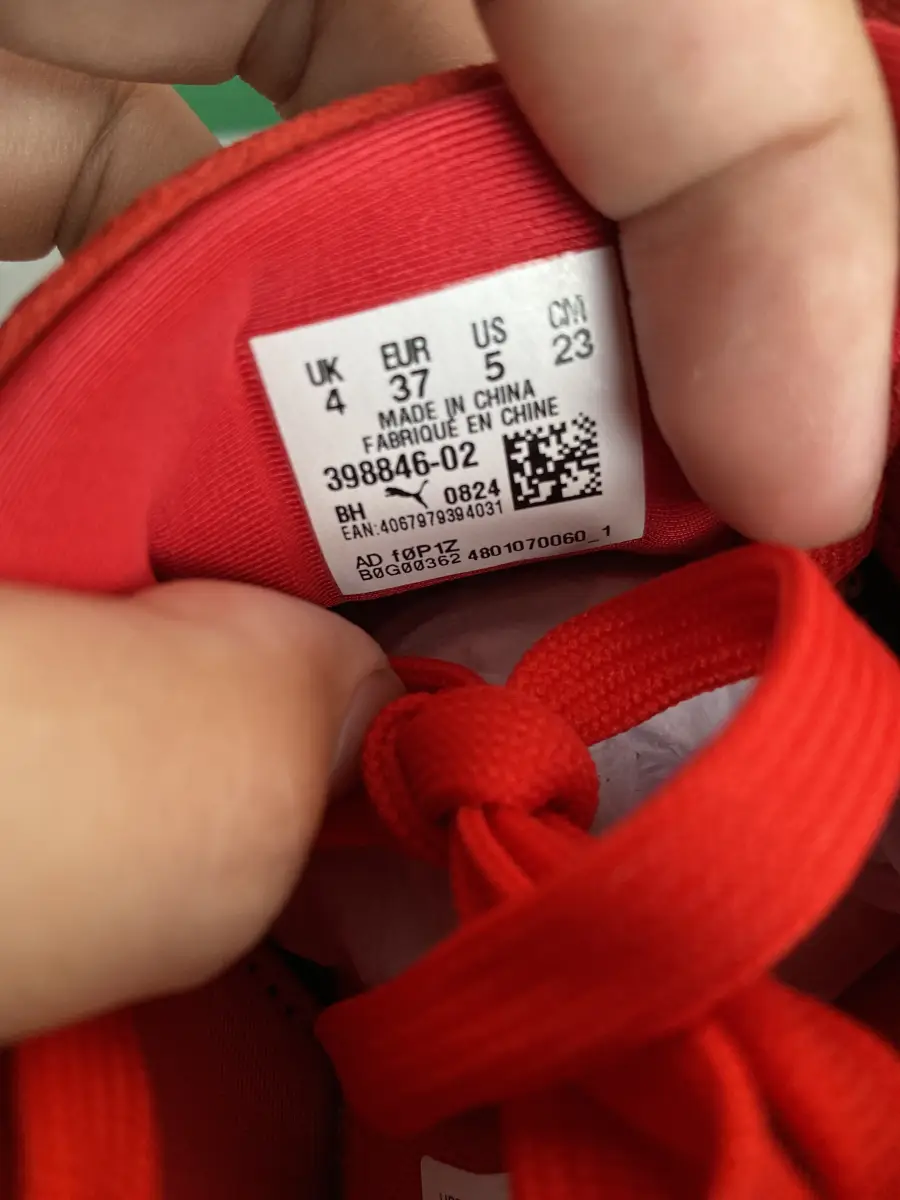 UK EUR US CM
4 37 5 23
MADE IN CHINA
FABRIQUÉ EN CHINE
398846-02
BH 0824
EAN:4067979394031
AD f0P1Z
B0G00362 4801070060_1